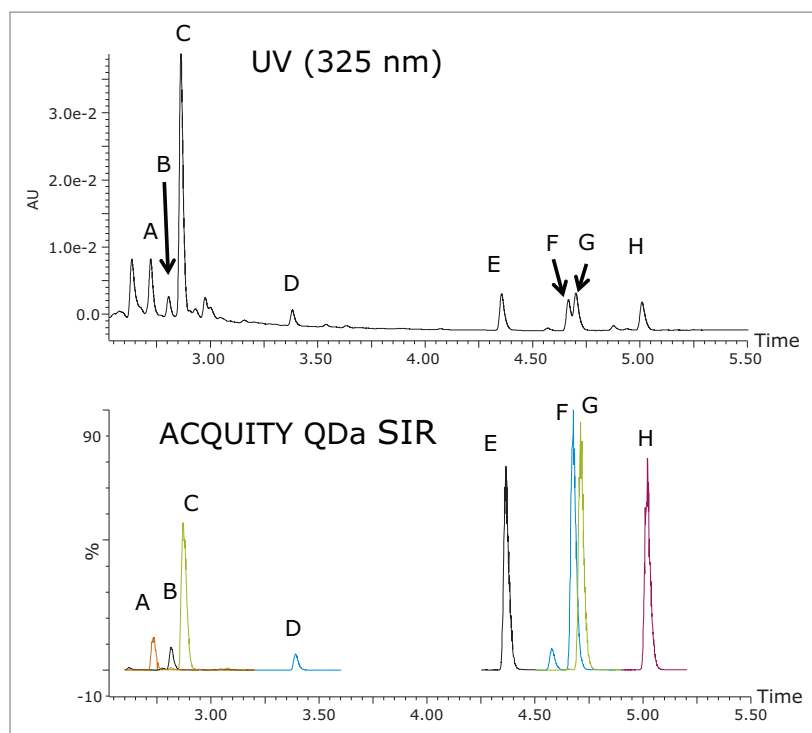 C
UV (325 nm)
3.0e-2
B
2.0e-2
AU
A
F
G
H
1.0e-2
E
D
0.0
Time
3.00 3.50 4.00 4.50 5.00 5.50
F
G
90
ACQUITY QDa SIR
E
H
C
%
A
B
D
-10
Time
3.00 3.50 4.00 4.50 5.00 5.50